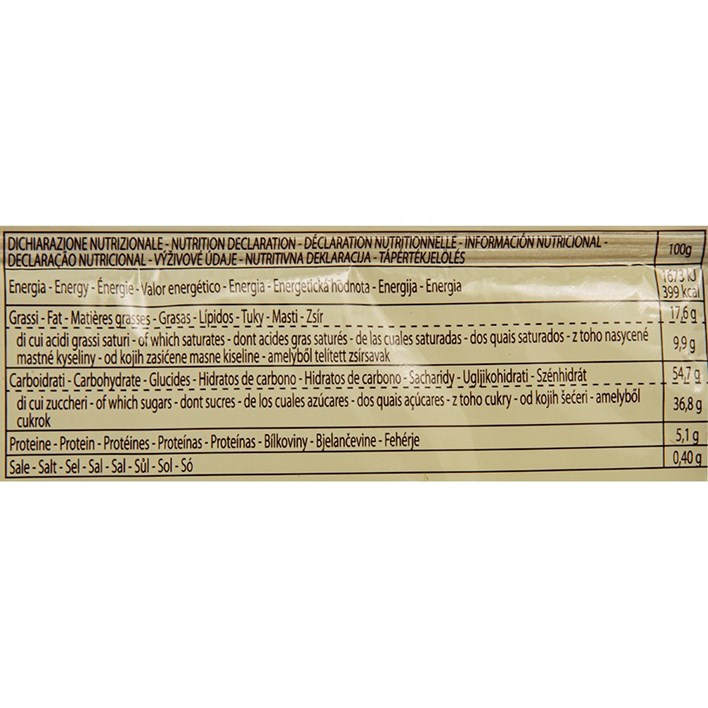 DICHIARAZIONE NUTRIZIONALE - NUTRITION DECLARATION - DÉCLARATION NUTRITIONNELLE - INFORMACIÓN NUTRICIONAL -
DECLARAÇÃO NUTRICIONAL - VÝŽIVOVÉ ÚDAJE - NUTRITIVNA DEKLARACIJA - TÁPÉRTÉKJELÖLÉS
100g
Energia - Energy - Énergie - Valor energético - Energia - Energetická hodnota - Energija - Energia
kJ
399 kcal
Grassi - Fat - Matières grasses - Grasas - Lípidos - Tuky - Masti - Zsír
17,6 g
di cui acidi grassi saturi - of which saturates - dont acides gras saturés - de las cuales saturadas - dos quais saturados - z toho nasycené
mastné kyseliny - od kojih zasićene masne kiseline - amelyből telített zsírsavak
9,9 g
Carboidrati - Carbohydrate - Glucides - Hidratos de carbono - Hidratos de carbono - Sacharidy - Ugljikohidrati - Szénhidrát
54,7 g
di cui zuccheri - of which sugars - dont sucres - de los cuales azúcares - dos quais açúcares - z toho cukry - od kojih šećeri - amelyből
cukrok
36,8 g
Proteine - Protein - Protéines - Proteínas - Proteínas - Bílkoviny - Bjelančevine - Fehérje
5,1 g
Sale - Salt - Sel - Sal - Sal - Sůl - Sol - Só
0,40 g